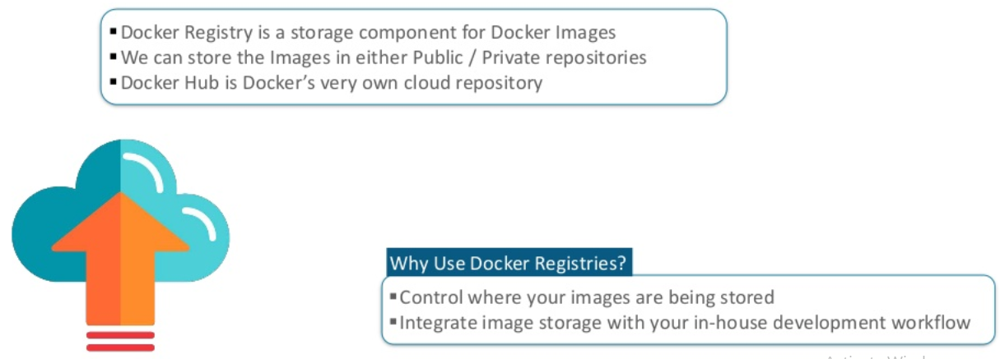 ▪Docker Registry is a storage component for Docker Images
▪We can store the Images in either Public / Private repositories
▪Docker Hub is Docker's very own cloud repository
Why Use Docker Registries?
▪Control where your images are being stored
▪Integrate image storage with your in-house development workflow